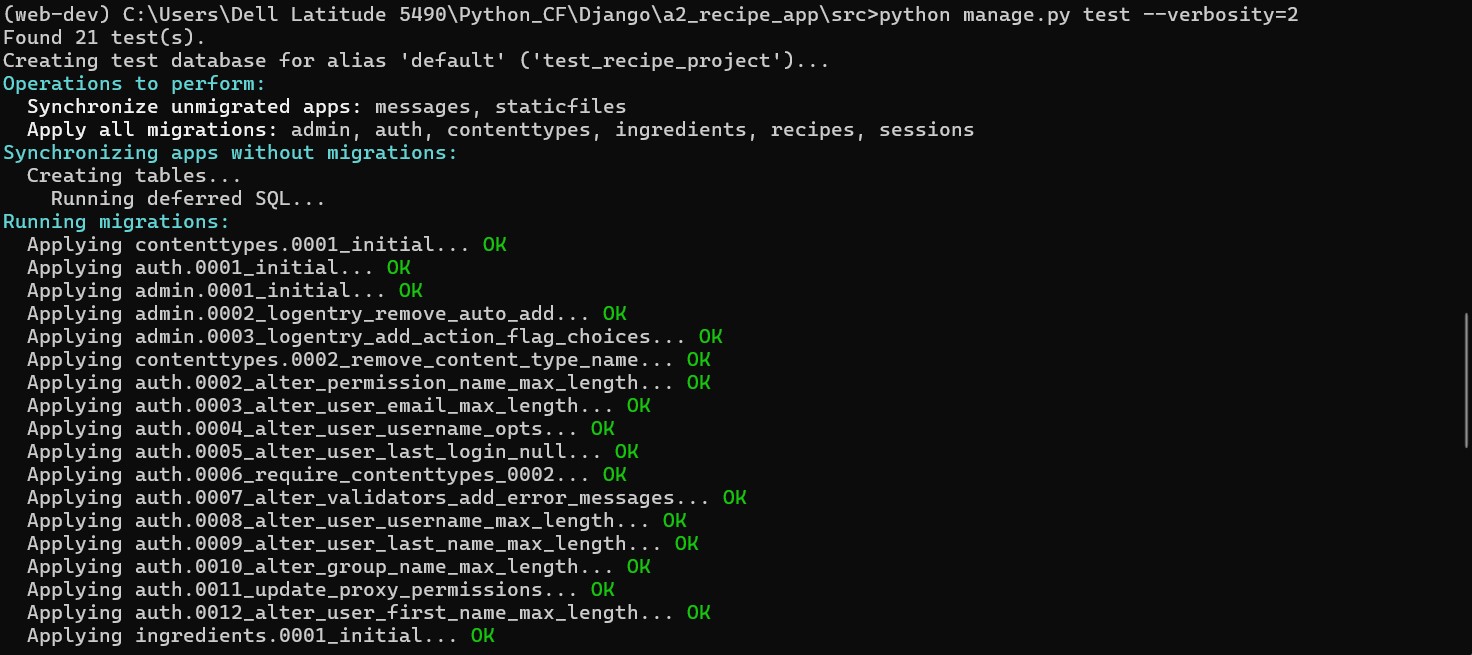 (web-dev) C:\Users\Dell Latitude 5490\Python_CF\Django\a2_recipe_app\src>python manage.py test --verbosity=2
Found 21 test(s).
Creating test database for alias 'default' ('test_recipe_project')...
Operations to perform:
  Synchronize unmigrated apps: messages, staticfiles
  Apply all migrations: admin, auth, contenttypes, ingredients, recipes, sessions
Synchronizing apps without migrations:
  Creating tables...
    Running deferred SQL...
Running migrations:
  Applying contenttypes.0001_initial... OK
  Applying auth.0001_initial... OK
  Applying admin.0001_initial... OK
  Applying admin.0002_logentry_remove_auto_add... OK
  Applying admin.0003_logentry_add_action_flag_choices... OK
  Applying contenttypes.0002_remove_content_type_name... OK
  Applying auth.0002_alter_permission_name_max_length... OK
  Applying auth.0003_alter_user_email_max_length... OK
  Applying auth.0004_alter_user_username_opts... OK
  Applying auth.0005_alter_user_last_login_null... OK
  Applying auth.0006_require_contenttypes_0002... OK
  Applying auth.0007_alter_validators_add_error_messages... OK
  Applying auth.0008_alter_user_username_max_length... OK
  Applying auth.0009_alter_user_last_name_max_length... OK
  Applying auth.0010_alter_group_name_max_length... OK
  Applying auth.0011_update_proxy_permissions... OK
  Applying auth.0012_alter_user_first_name_max_length... OK
  Applying ingredients.0001_initial... OK